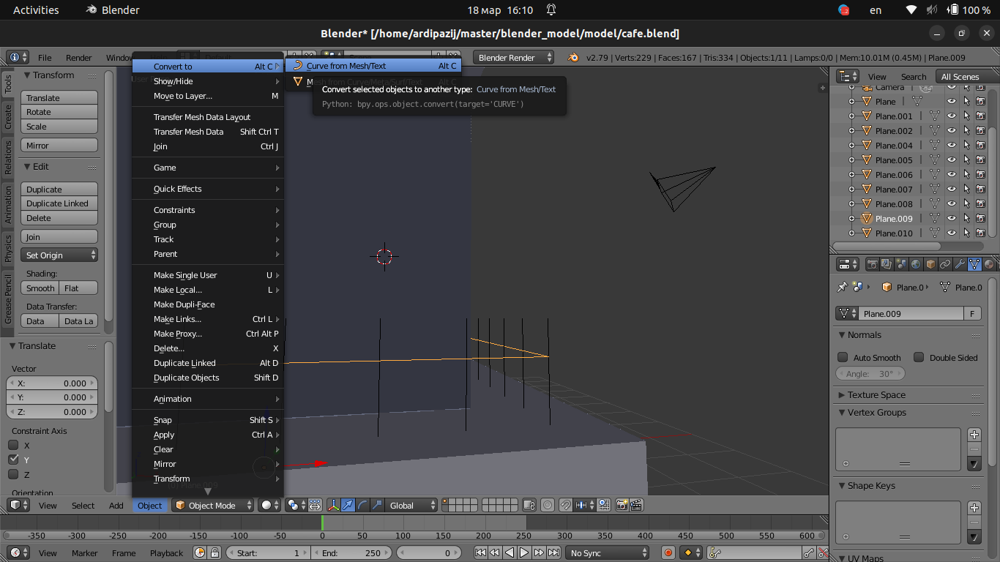 Activities
Blender
18 мар 16:10
en
100 %
Blender* [/home/ardipazij/master/blender_model/model/cafe.blend]
File
Render
Window
Blender Render
v2.79 | Verts:229 | Faces:167 | Tris:334 | Objects:1/11 | Lamps:0/0 | Mem:10.01M (0.45M) | Plane.009
Tools
Create
Relations
Animation
Physics
Grease Pencil
Transform
Translate
Rotate
Scale
Mirror
Edit
Duplicate
Duplicate Linked
Delete
Join
Set Origin
Shading:
Smooth
Flat
Data Transfer:
Data
Data La
Translate
Vector
X: 0.000
Y: 0.000
Z: 0.000
Constraint Axis
X
Y
Z
Orientation
Convert to Alt C
Show/Hide
Move to Layer... M
Transfer Mesh Data Layout
Transfer Mesh Data Shift Ctrl T
Join Ctrl J
Game
Quick Effects
Constraints
Group
Track
Parent
Make Single User U
Make Local... L
Make Dupli-Face
Make Links... Ctrl L
Make Proxy... Ctrl Alt P
Delete... X
Duplicate Linked Alt D
Duplicate Objects Shift D
Animation
Snap Shift S
Apply Ctrl A
Clear
Mirror
Transform
Curve from Mesh/Text Alt C
Mesh from Curve/Meta/Surf/Text Alt C
Convert selected objects to another type: Curve from Mesh/Text
Python: bpy.ops.object.convert(target='CURVE')
(0) Plane.009
View
Select
Add
Object
Object Mode
Global
-350 -300 -250 -200 -150 -100 -50 0 50 100 150 200 250 300 350 400 450 500 550 600
View
Marker
Frame
Playback
Start: 1
End: 250
0
No Sync
View
Search
All Scenes
Camera
Plane
Plane.001
Plane.002
Plane.004
Plane.005
Plane.006
Plane.007
Plane.008
Plane.009
Plane.010
Plane.0
Plane.0
Plane.009
F
Normals
Auto Smooth
Double Sided
Angle: 30°
Texture Space
Vertex Groups
Shape Keys
UV Maps